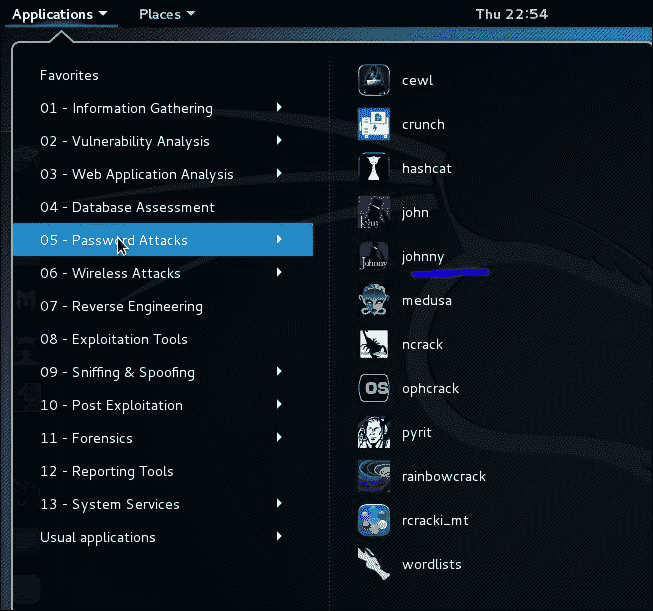 Applications Places Thu 22:54
Favorites
01 - Information Gathering
02 - Vulnerability Analysis
03 - Web Application Analysis
04 - Database Assessment
05 - Password Attacks
06 - Wireless Attacks
07 - Reverse Engineering
08 - Exploitation Tools
09 - Sniffing & Spoofing
10 - Post Exploitation
11 - Forensics
12 - Reporting Tools
13 - System Services
Usual applications
cewl
crunch
hashcat
john
Johnny
johnny
medusa
ncrack
OS
ophcrack
pyrit
rainbowcrack
rcracki_mt
wordlists